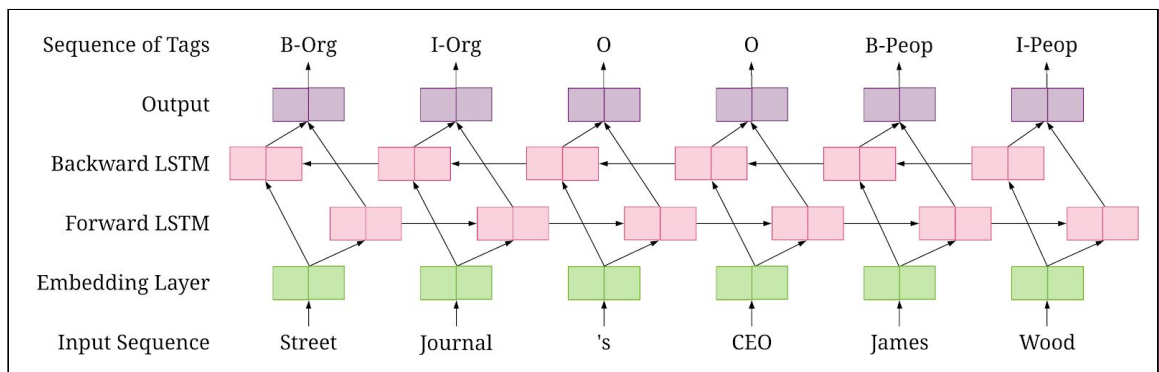 Sequence of Tags B-Org I-Org O O B-Peop I-Peop
Output
Backward LSTM
Forward LSTM
Embedding Layer
Input Sequence Street Journal 's CEO James Wood